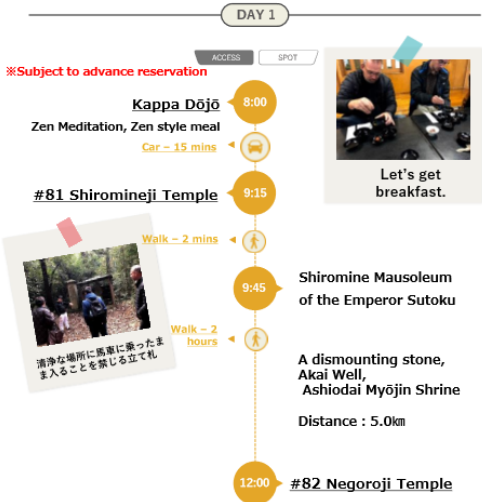 DAY 1
ACCESS
SPOT
※Subject to advance reservation
Kappa Dōjō
8:00
Zen Meditation, Zen style meal
Car – 15 mins
Let's get
breakfast.
#81 Shiromineji Temple
9:15
Walk – 2 mins
9:45
Shiromine Mausoleum
of the Emperor Sutoku
清浄な場所に馬車に乗ったま
ま入ることを禁じる立て札
Walk – 2
hours
A dismounting stone,
Akai Well,
Ashiodai Myōjin Shrine
Distance : 5.0㎞
12:00
#82 Negoroji Temple